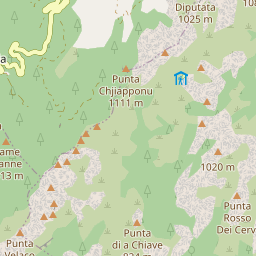 Diputata
1025 m
Punta
Chjapponu
1111 m
1020 m
Punta
Rosso
Dei Cerv
Punta
di a Chiave
Punta